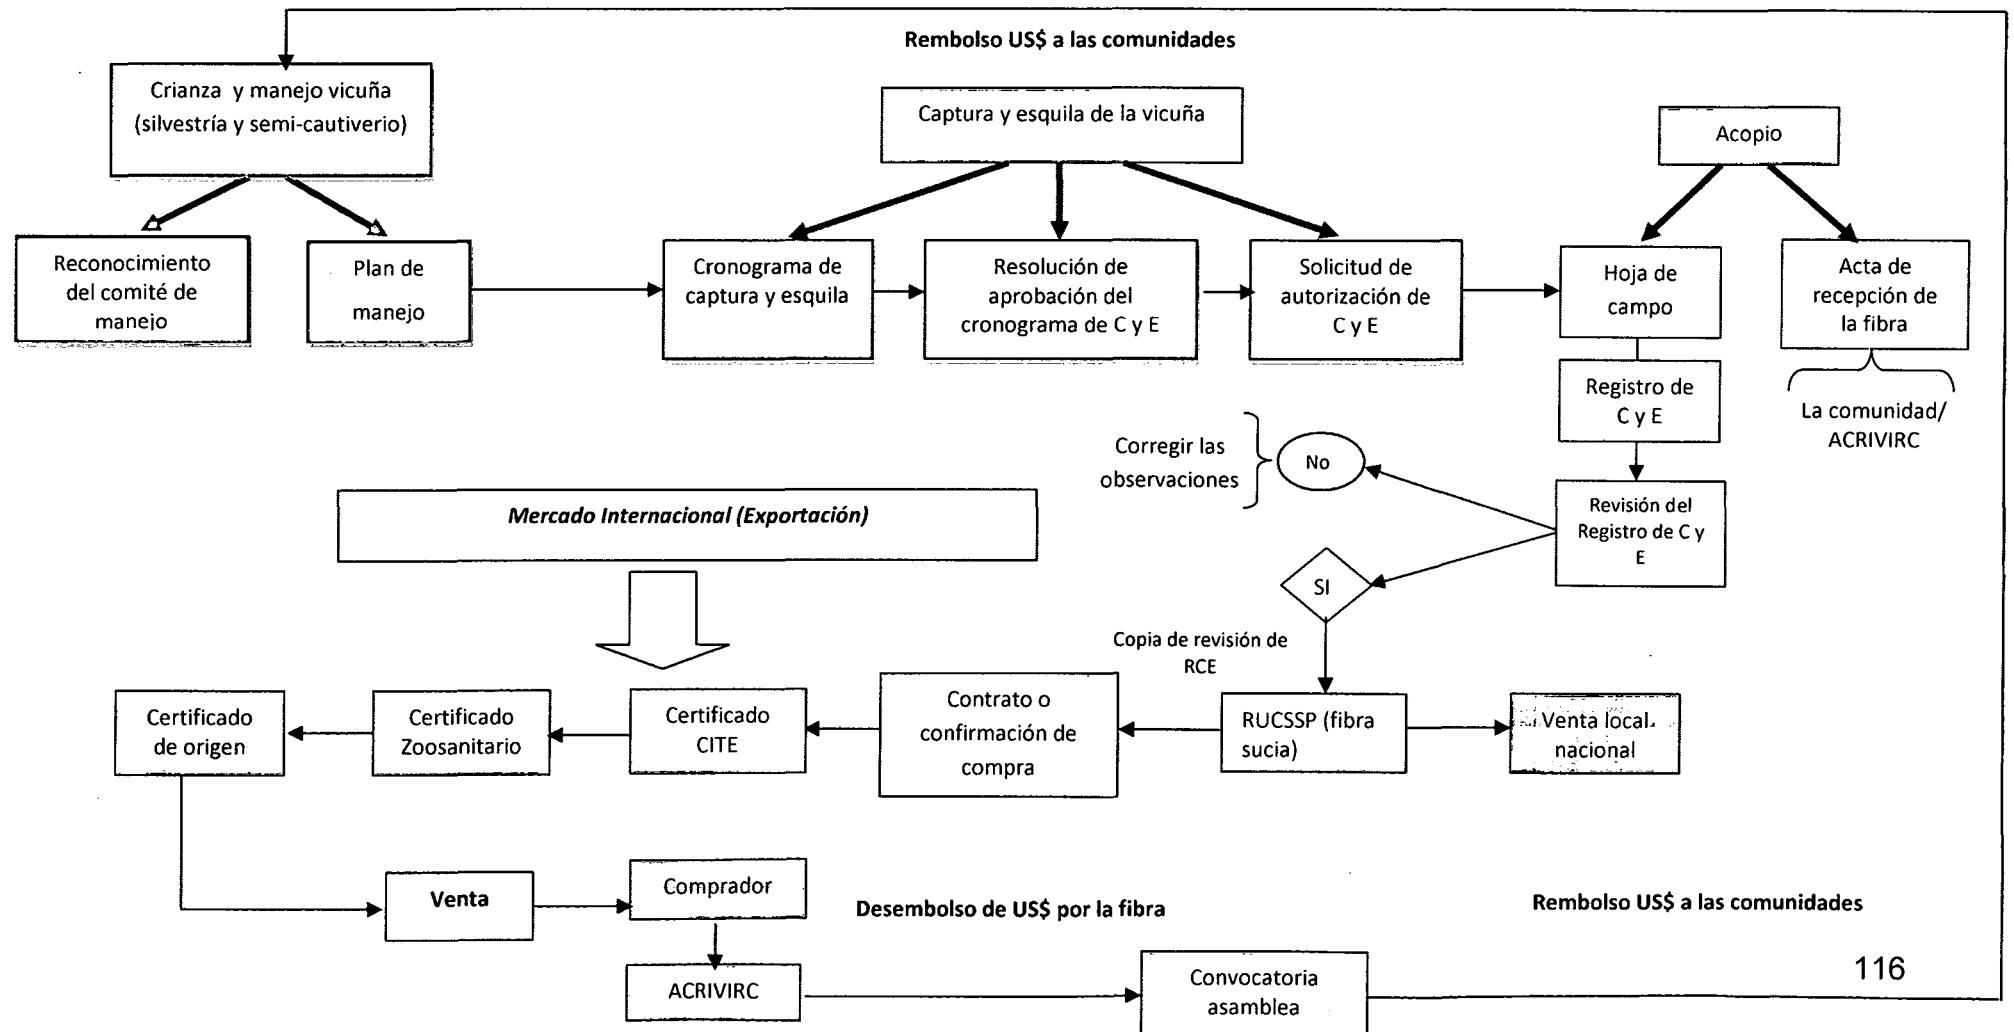 Rembolso US$ a las comunidades
Crianza y manejo vicuña
(silvestría y semi-cautiverio)
Captura y esquila de la vicuña
Acopio
Reconocimiento
del comité de
manejo
Plan de
manejo
Cronograma de
captura y esquila
Resolución de
aprobación del
cronograma de C y E
Solicitud de
autorización de
C y E
Hoja de
campo
Acta de
recepción de
la fibra
Registro de
C y E
La comunidad/
ACRIVIRC
Corregir las
observaciones
No
Revisión del
Registro de C y
E
Mercado Internacional (Exportación)
SI
Copia de revisión de
RCE
Certificado
de origen
Certificado
Zoosanitario
Certificado
CITE
Contrato o
confirmación de
compra
RUCSSP (fibra
sucia)
Venta local
nacional
Venta
Comprador
Desembolso de US$ por la fibra
Rembolso US$ a las comunidades
ACRIVIRC
Convocatoria
asamblea
116